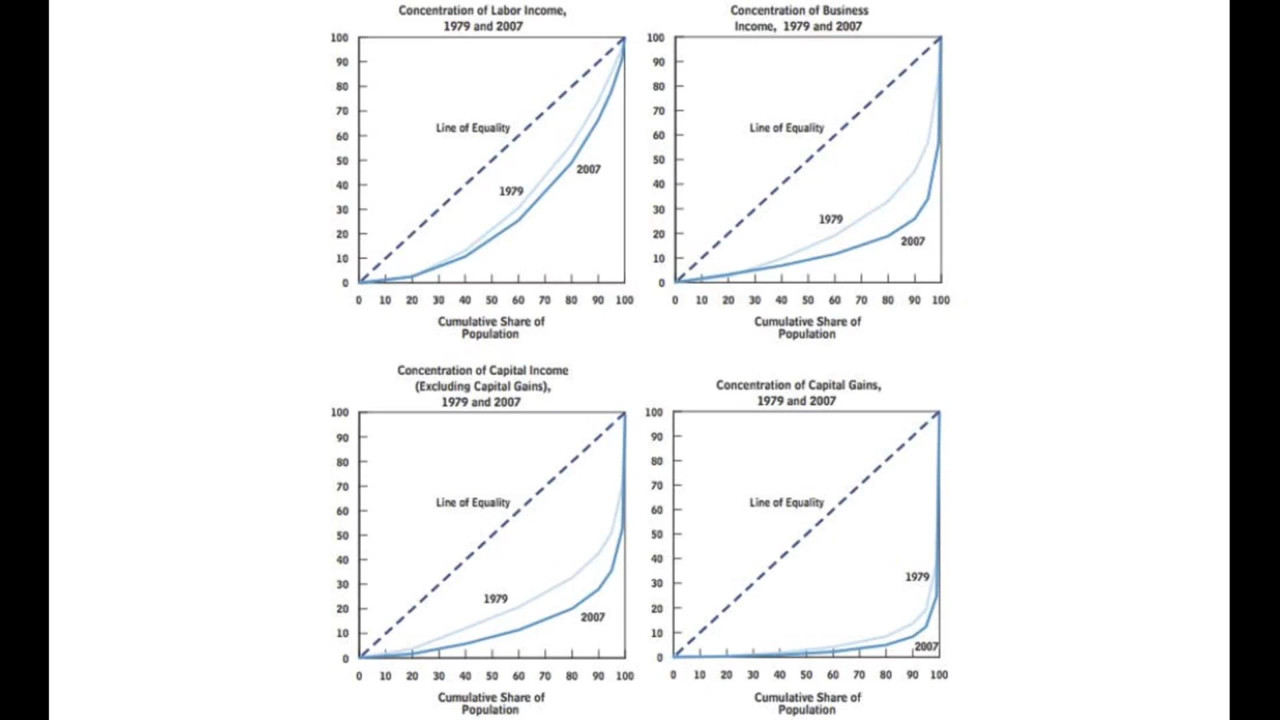 Concentration of Labor Income,
1979 and 2007
100
90
80
70
60
50
40
30
20
10
0
Line of Equality
1979
2007
0 10 20 30 40 50 60 70 80 90 100
Cumulative Share of
Population
Concentration of Business
Income, 1979 and 2007
100
90
80
70
60
50
40
30
20
10
0
Line of Equality
1979
2007
0 10 20 30 40 50 60 70 80 90 100
Cumulative Share of
Population
Concentration of Capital Income
(Excluding Capital Gains),
1979 and 2007
100
90
80
70
60
50
40
30
20
10
0
Line of Equality
1979
2007
0 10 20 30 40 50 60 70 80 90 100
Cumulative Share of
Population
Concentration of Capital Gains,
1979 and 2007
100
90
80
70
60
50
40
30
20
10
0
Line of Equality
1979
2007
0 10 20 30 40 50 60 70 80 90 100
Cumulative Share of
Population